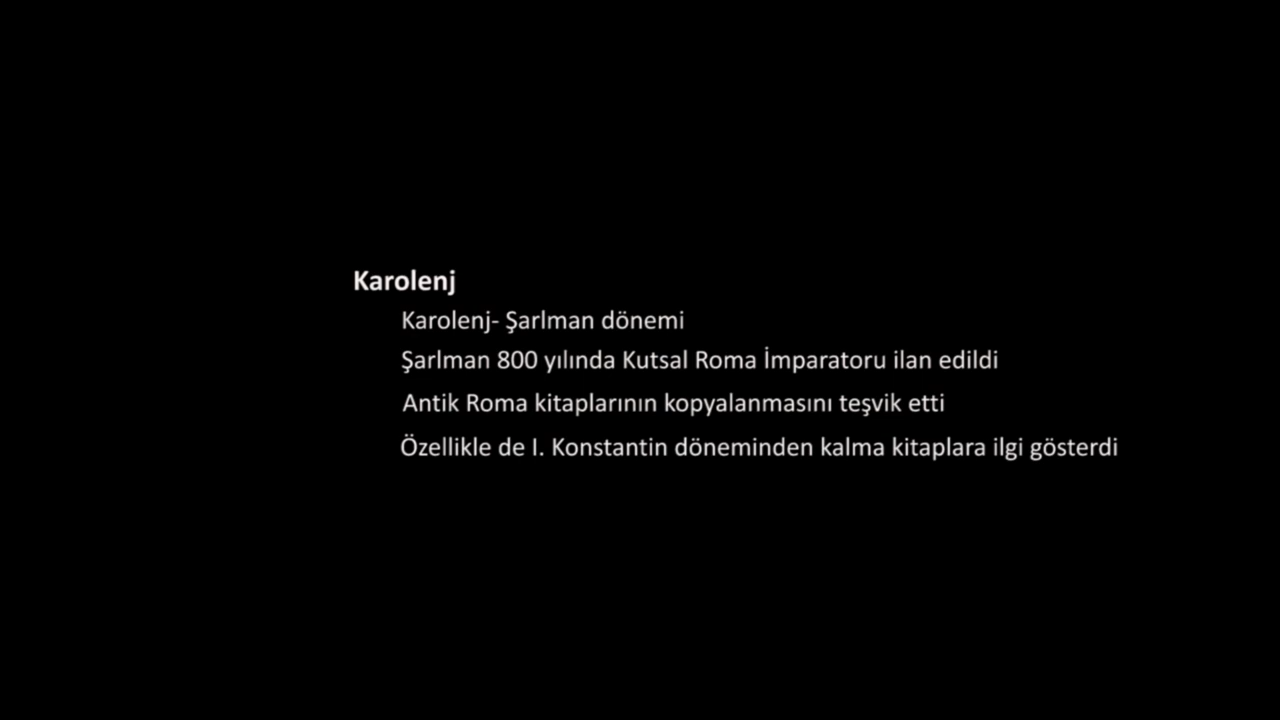 Karolenj
Karolenj- Şarlman dönemi
Şarlman 800 yılında Kutsal Roma İmparatoru ilan edildi
Antik Roma kitaplarının kopyalanmasını teşvik etti
Özellikle de I. Konstantin döneminden kalma kitaplara ilgi gösterdi